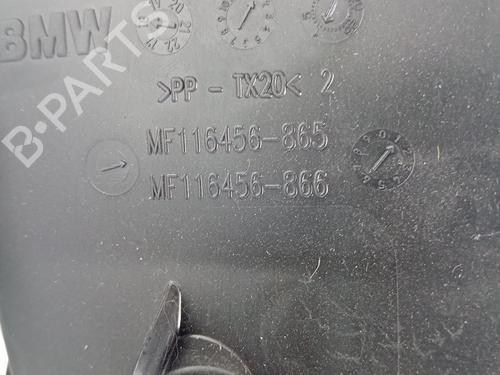 BMW
>PP - TX20< 2
MF116456-865
MF116456-866
B-PARTS